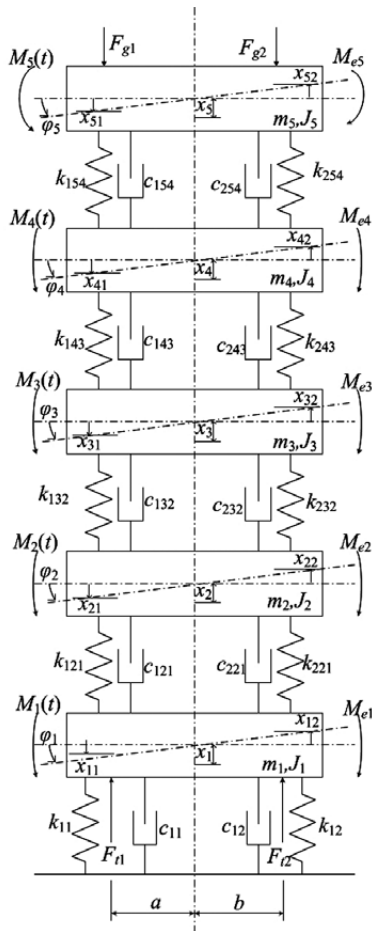 F_g1 F_g2
M_5(t) x_52 M_e5
φ_5 x_51 x_5 m_5,J_5
k_154 c_154 c_254 k_254
M_4(t) x_42 M_e4
φ_4 x_41 x_4 m_4,J_4
k_143 c_143 c_243 k_243
M_3(t) x_32 M_e3
φ_3 x_31 x_3 m_3,J_3
k_132 c_132 c_232 k_232
M_2(t) x_22 M_e2
φ_2 x_21 x_2 m_2,J_2
k_121 c_121 c_221 k_221
M_1(t) x_12 M_e1
φ_1 x_11 x_1 m_1,J_1
k_11 F_t1 c_11 c_12 F_t2 k_12
a b